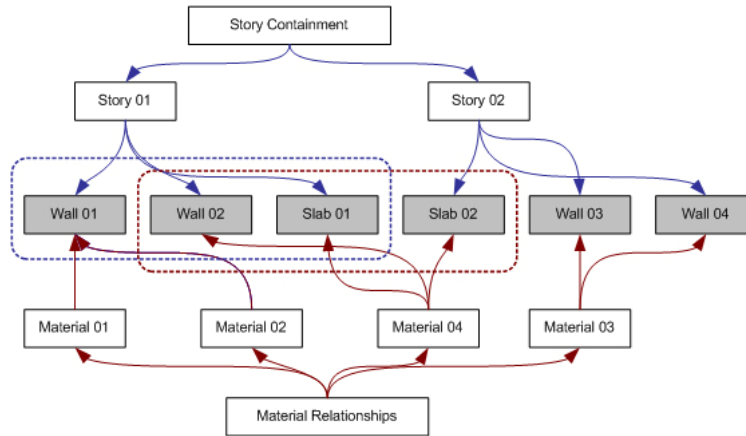 Story Containment
Story 01
Story 02
Wall 01
Wall 02
Slab 01
Slab 02
Wall 03
Wall 04
Material 01
Material 02
Material 04
Material 03
Material Relationships